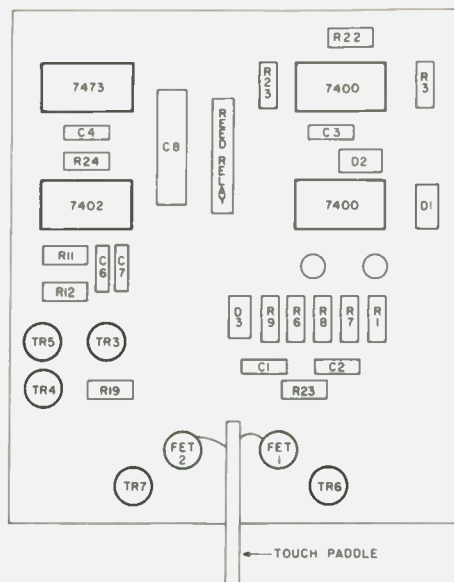 R22
7473
R23
7400
R3
C4
C8
REED RELAY
C3
R24
D2
7402
7400
D1
R11
C6
C7
R12
D3
R9
R6
R8
R7
R1
TR5
TR3
C1
C2
TR4
R19
R23
FET 2
FET 1
TR7
TR6
TOUCH PADDLE